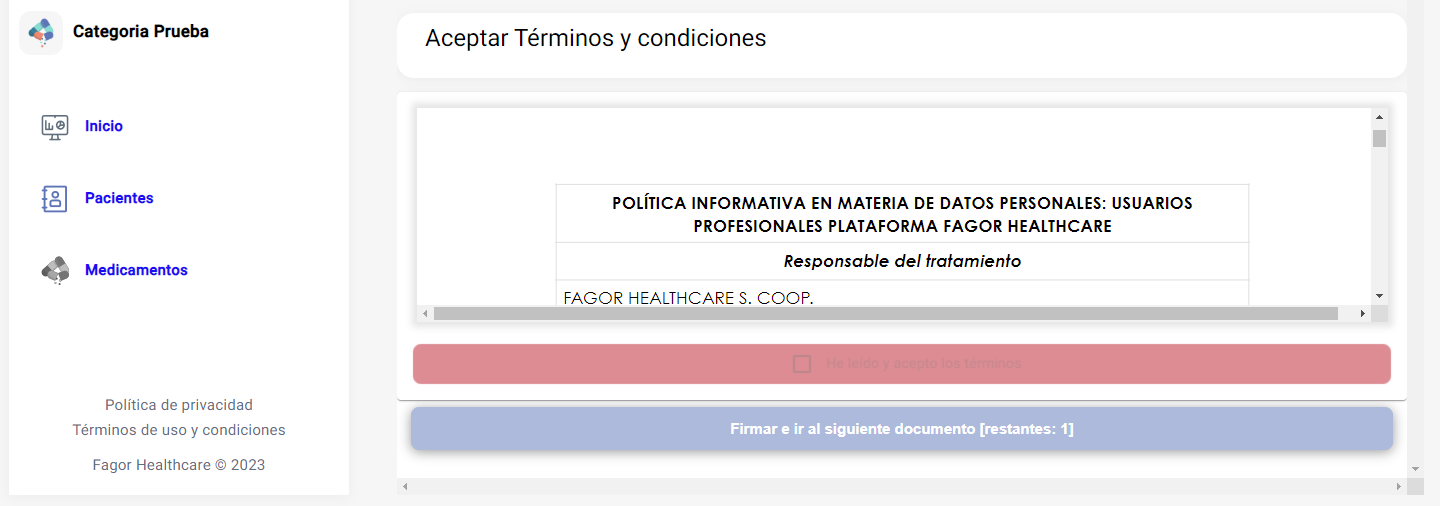 Categoria Prueba
Inicio
Pacientes
Medicamentos
Política de privacidad
Términos de uso y condiciones
Fagor Healthcare © 2023
Aceptar Términos y condiciones
POLÍTICA INFORMATIVA EN MATERIA DE DATOS PERSONALES: USUARIOS
PROFESIONALES PLATAFORMA FAGOR HEALTHCARE
Responsable del tratamiento
FAGOR HEALTHCARE S. COOP.
He leído y acepto los términos
Firmar e ir al siguiente documento [restantes: 1]